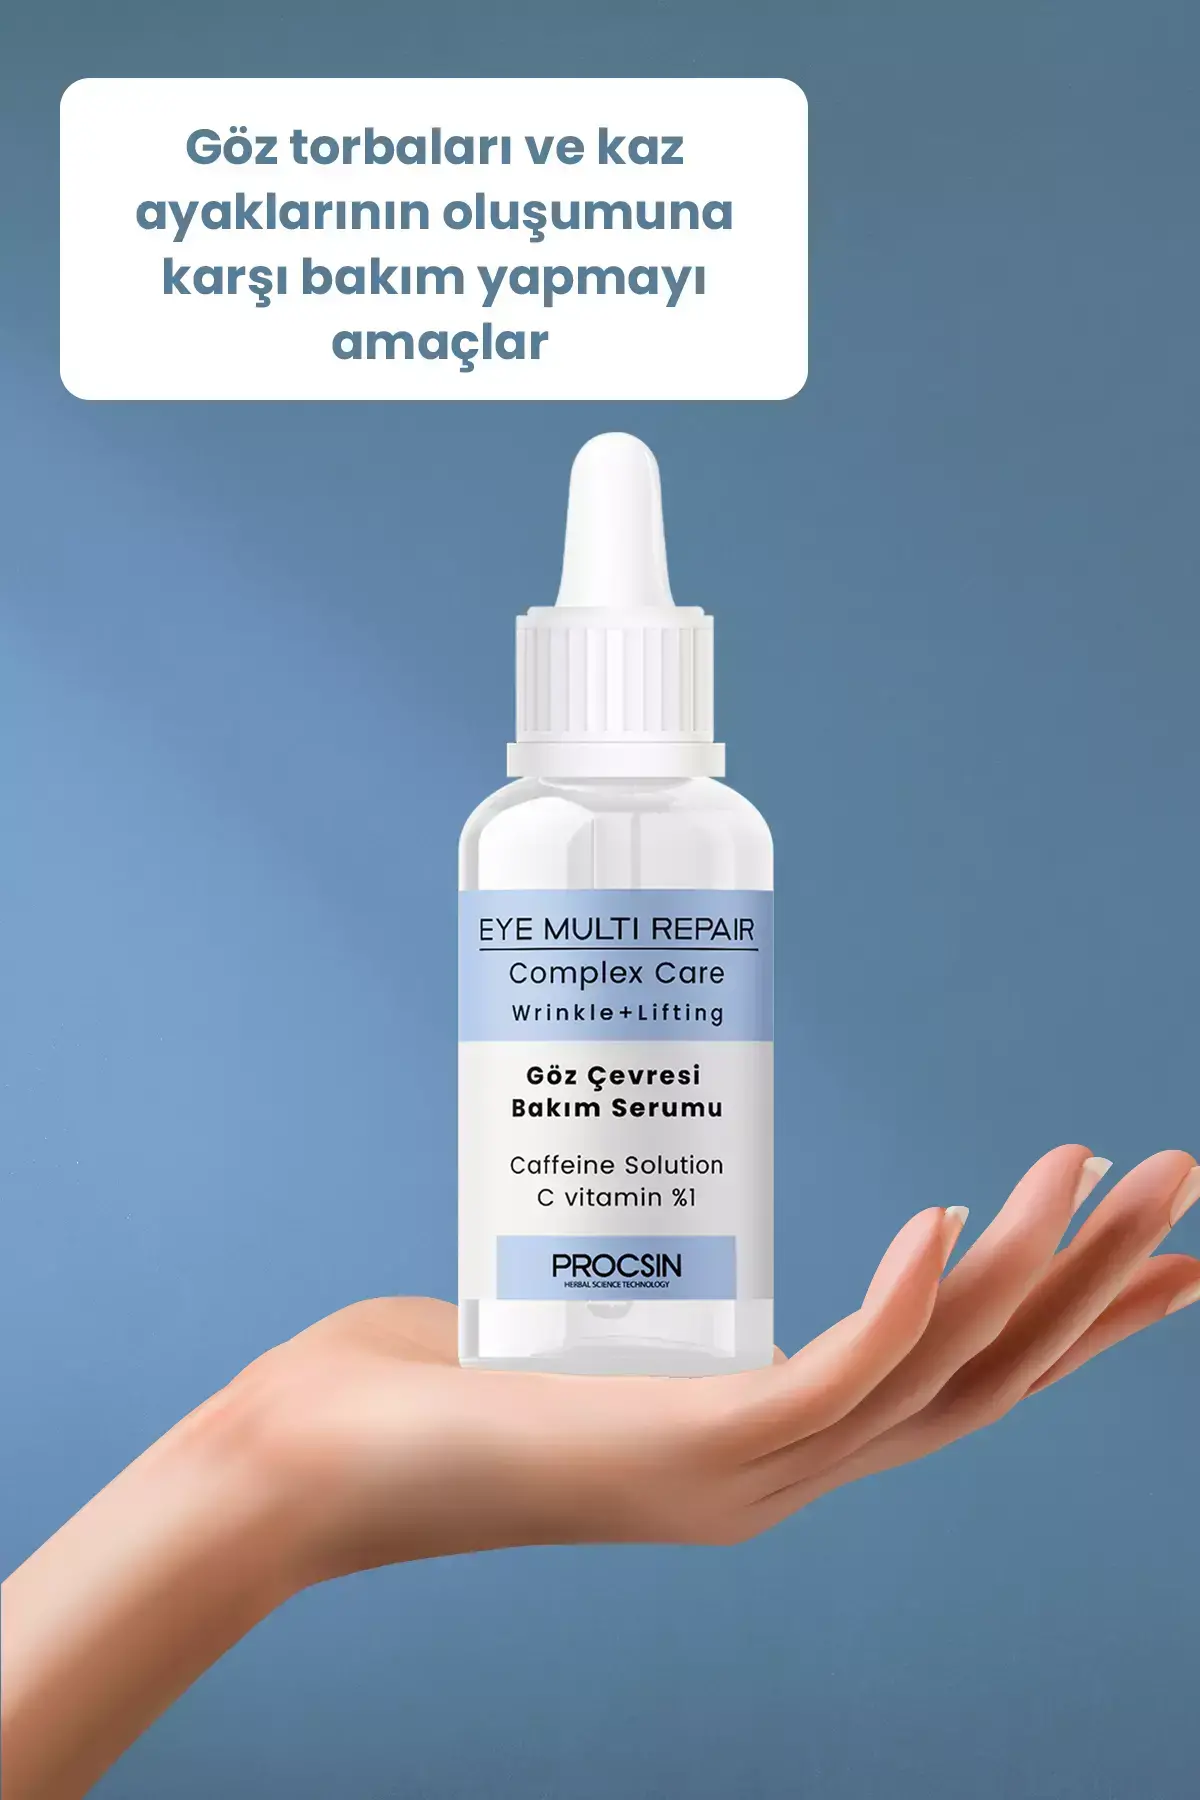 Göz torbaları ve kaz
ayaklarının oluşumuna
karşı bakım yapmayı
amaçlar
EYE MULTI REPAIR
Complex Care
Wrinkle+Lifting
Göz Çevresi
Bakım Serumu
Caffeine Solution
C vitamin %1
PROCSIN
HERBAL SCIENCE TECHNOLOGY